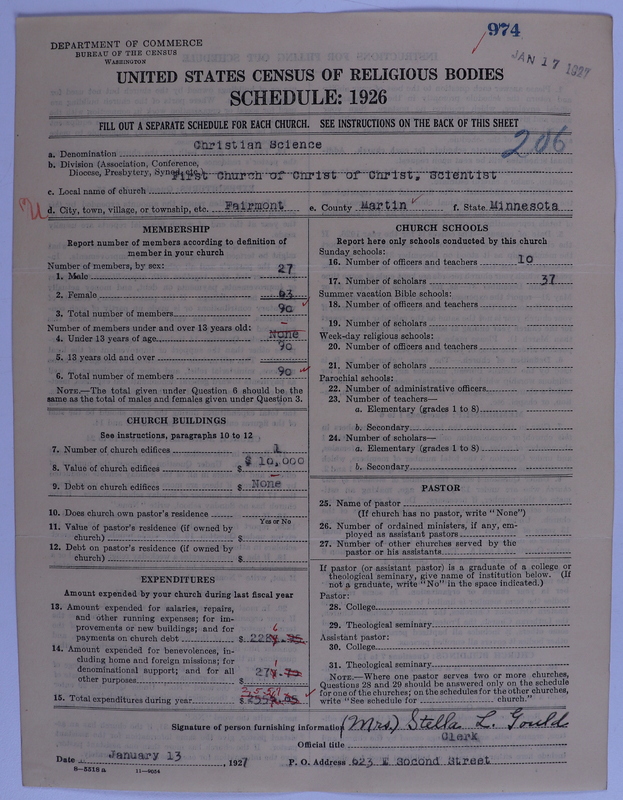 974
JAN 17 1927
DEPARTMENT OF COMMERCE
BUREAU OF THE CENSUS
WASHINGTON
UNITED STATES CENSUS OF RELIGIOUS BODIES
SCHEDULE: 1926
FILL OUT A SEPARATE SCHEDULE FOR EACH CHURCH. SEE INSTRUCTIONS ON THE BACK OF THIS SHEET
206
a. Denomination Christian Science
b. Division (Association, Conference,
Diocese, Presbytery, Synod, etc. First Church of Christ of Christ, Scientist
c. Local name of church
d. City, town, village, or township, etc. Fairmont e. County Martin f. State Minnesota
MEMBERSHIP
Report number of members according to definition of
member in your church
Number of members, by sex:
1. Male 27
2. Female 63
3. Total number of members 90
Number of members under and over 13 years old:
4. Under 13 years of age None
90
5. 13 years old and over
6. Total number of members 90
NOTE.—The total given under Question 6 should be the
same as the total of males and females given under Question 3.
CHURCH BUILDINGS
See instructions, paragraphs 10 to 12
7. Number of church edifices 1
8. Value of church edifices $ $ 10,000
9. Debt on church edifices $ None
10. Does church own pastor's residence
Yes or No
11. Value of pastor's residence (if owned by
church) $
12. Debt on pastor's residence (if owned by
church) $
EXPENDITURES
Amount expended by your church during last fiscal year
13. Amount expended for salaries, repairs,
and other running expenses; for im-
provements or new buildings; and for
payments on church debt $
14. Amount expended for benevolences, in-
cluding home and foreign missions; for
denominational support; and for all
other purposes $
15. Total expenditures during year $
CHURCH SCHOOLS
Report here only schools conducted by this church
Sunday schools:
16. Number of officers and teachers 10
17. Number of scholars 37
Summer vacation Bible schools:
18. Number of officers and teachers
19. Number of scholars
Week-day religious schools:
20. Number of officers and teachers
21. Number of scholars
Parochial schools:
22. Number of administrative officers
23. Number of teachers—
a. Elementary (grades 1 to 8)
b. Secondary
24. Number of scholars—
a. Elementary (grades 1 to 8)
b. Secondary
PASTOR
25. Name of pastor
(If church has no pastor, write "None")
26. Number of ordained ministers, if any, em-
ployed as assistant pastors
27. Number of other churches served by the
pastor or his assistants
If pastor (or assistant pastor) is a graduate of a college or
theological seminary, give name of institution below. (If
not a graduate, write "No" in the space indicated.)
Pastor:
28. College
29. Theological seminary
Assistant pastor:
30. College
31. Theological seminary
NOTE.—Where one pastor serves two or more churches,
Questions 28 and 29 should be answered only on the schedule
for one of the churches; on the schedules for the other churches,
write "See schedule for church."
Signature of person furnishing information (Mrs.) Stella L. Gould
Official title Clerk
Date January 13, 1927 P. O. Address 623 E Socond Street
8—5518 a 11—9054